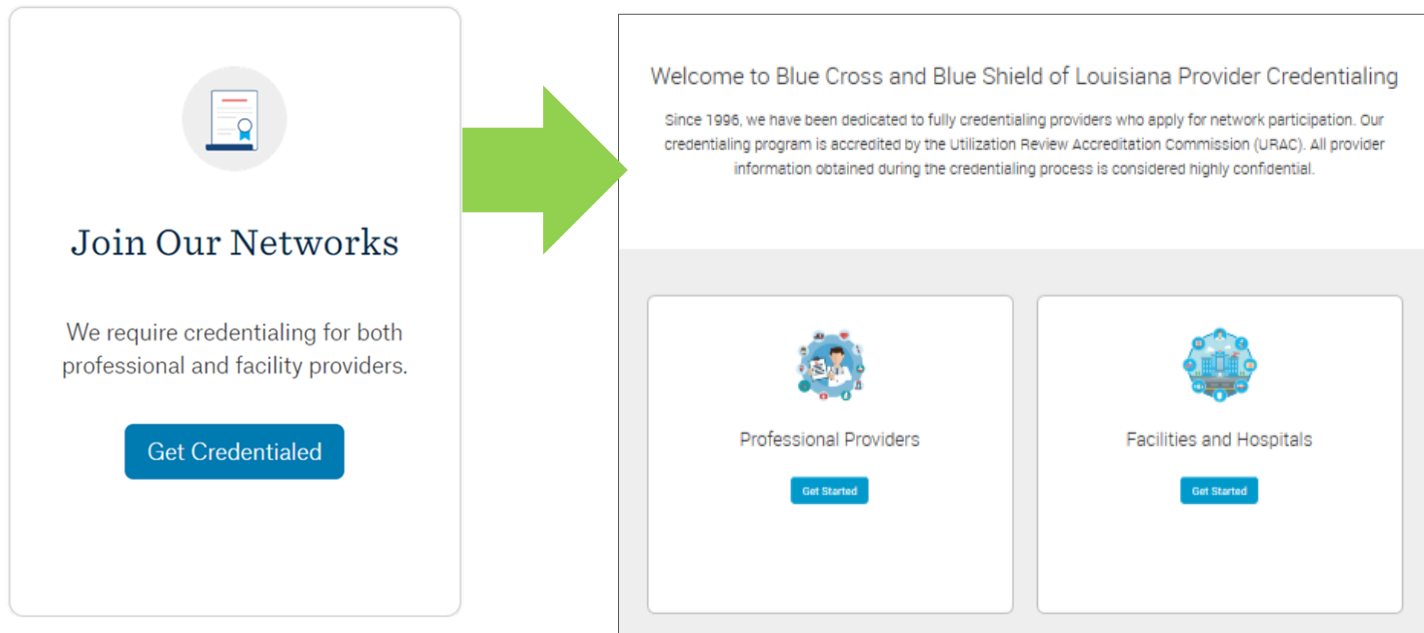 Join Our Networks
We require credentialing for both
professional and facility providers.
Get Credentialed
Welcome to Blue Cross and Blue Shield of Louisiana Provider Credentialing
Since 1996, we have been dedicated to fully credentialing providers who apply for network participation. Our
credentialing program is accredited by the Utilization Review Accreditation Commission (URAC). All provider
information obtained during the credentialing process is considered highly confidential.
Professional Providers
Get Started
Facilities and Hospitals
Get Started